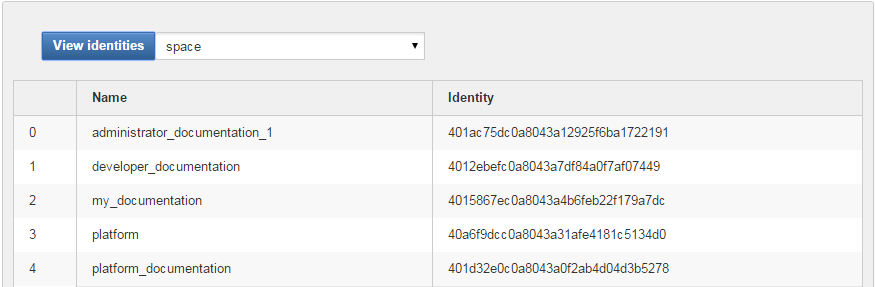 View identities space
Name Identity
0 administrator_documentation_1 401ac75dc0a8043a12925f6ba1722191
1 developer_documentation 4012ebefc0a8043a7df84a0f7af07449
2 my_documentation 4015867ec0a8043a4b6feb22f179a7dc
3 platform 40a6f9dcc0a8043a31afe4181c5134d0
4 platform_documentation 401d32e0c0a8043a0f2ab4d04d3b5278